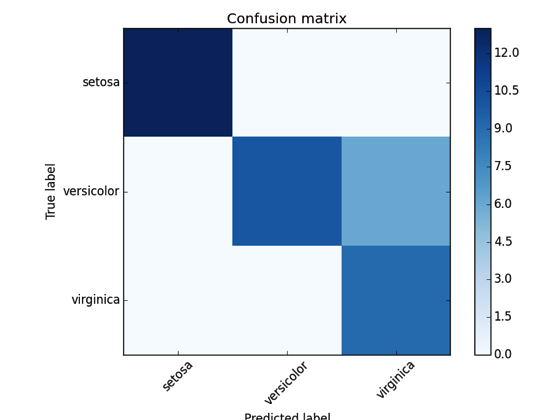 Confusion matrix
setosa
versicolor
virginica
True label
setosa
versicolor
virginica
Predicted label
12.0
10.5
9.0
7.5
6.0
4.5
3.0
1.5
0.0